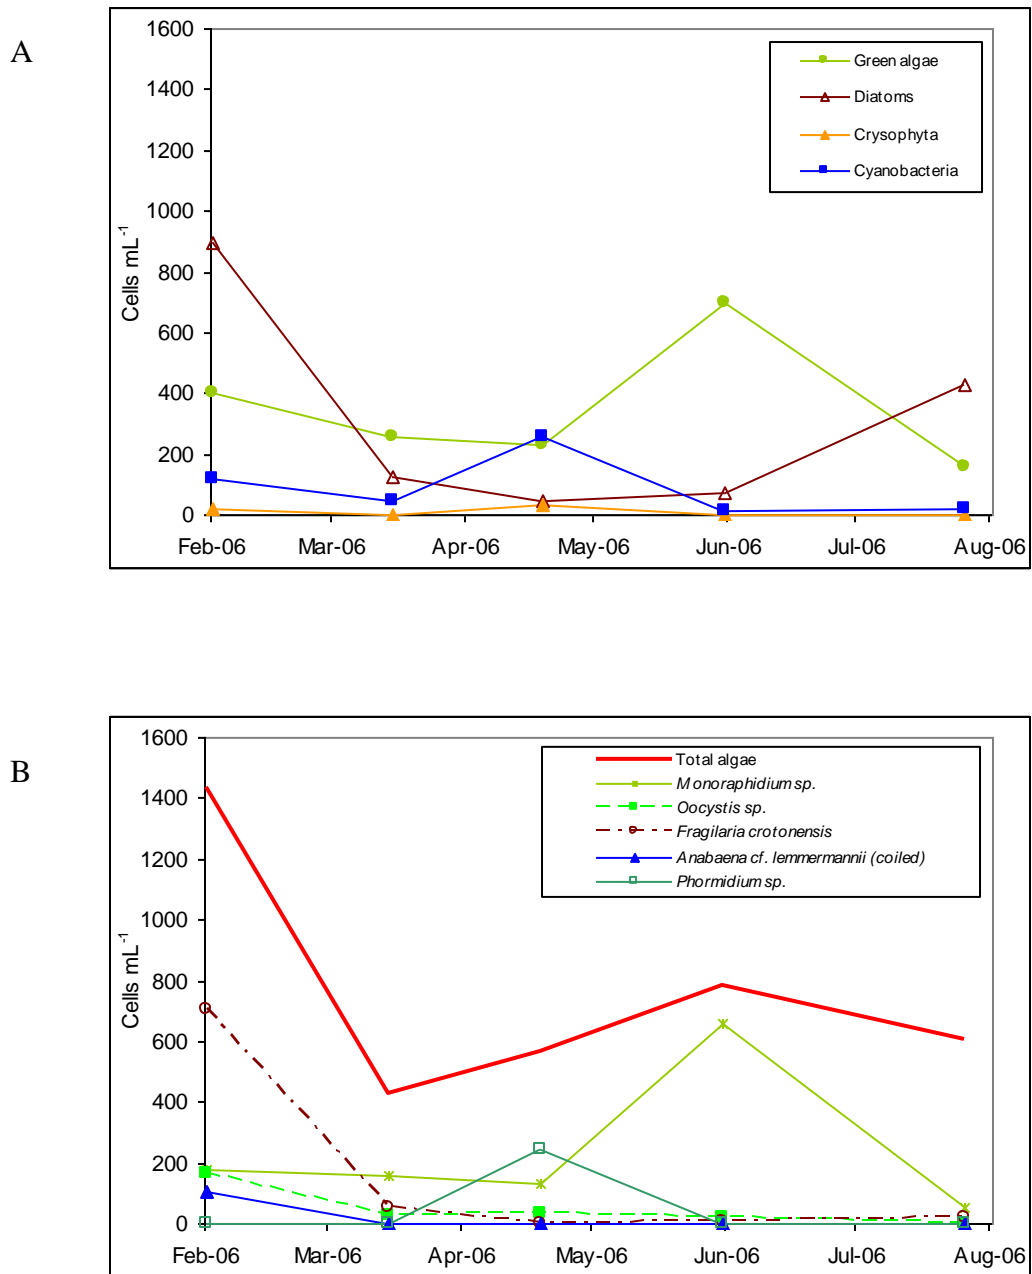 A
1600
1400
1200
1000
800
600
400
200
0
Cells mL-1
Green algae
Diatoms
Crysophyta
Cyanobacteria
Feb-06 Mar-06 Apr-06 May-06 Jun-06 Jul-06 Aug-06
B
1600
1400
1200
1000
800
600
400
200
0
Cells mL-1
Total algae
Monoraphidium sp.
Oocystis sp.
Fragilaria crotonensis
Anabaena cf. lemmermannii (coiled)
Phormidium sp.
Feb-06 Mar-06 Apr-06 May-06 Jun-06 Jul-06 Aug-06